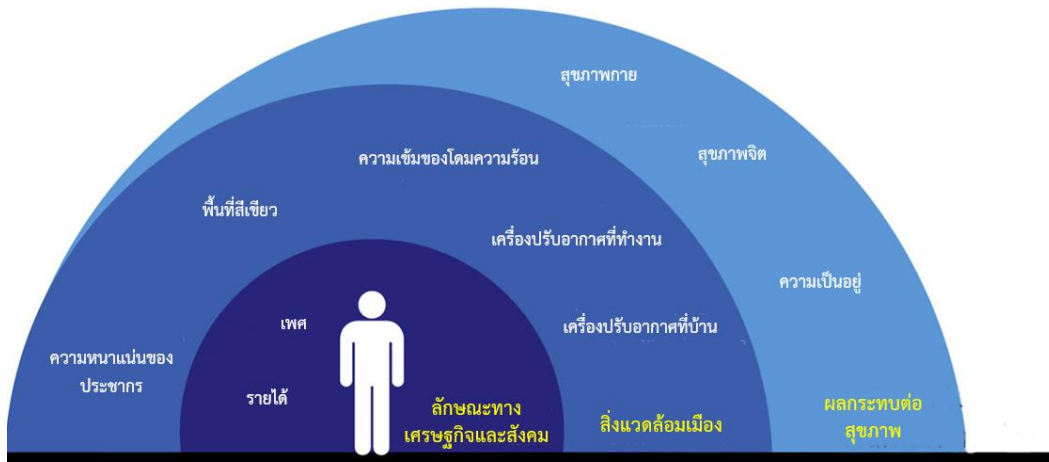 สุขภาพกาย
สุขภาพจิต
ความเข้มของโดมความร้อน
พื้นที่สีเขียว
เครื่องปรับอากาศที่ทำงาน
ความเป็นอยู่
เพศ
เครื่องปรับอากาศที่บ้าน
ความหนาแน่นของ
ประชากร
รายได้
ลักษณะทาง
เศรษฐกิจและสังคม
สิ่งแวดล้อมเมือง
ผลกระทบต่อ
สุขภาพ